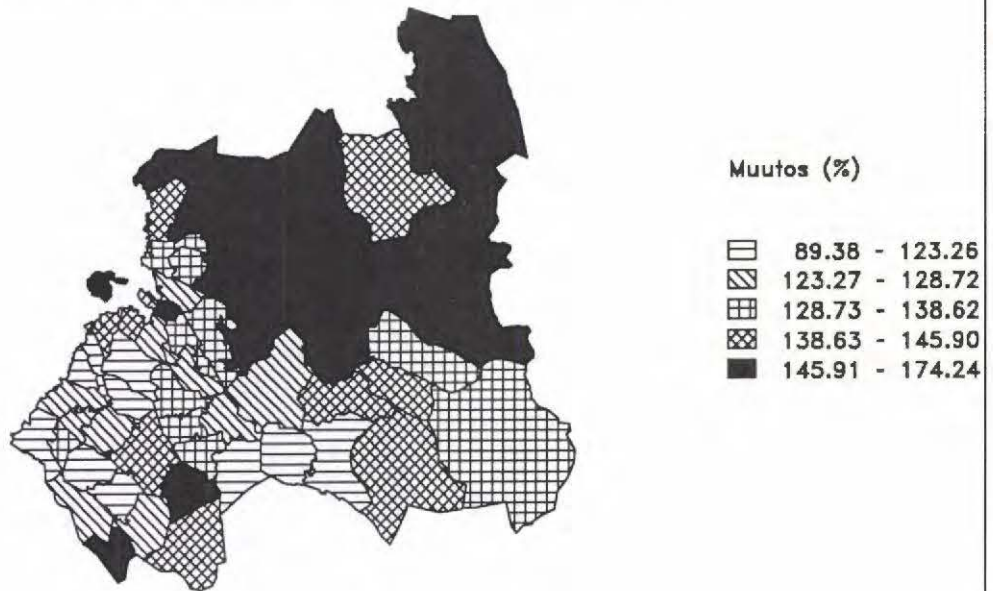 Muutos (%)
89.38 - 123.26
123.27 - 128.72
128.73 - 138.62
138.63 - 145.90
145.91 - 174.24